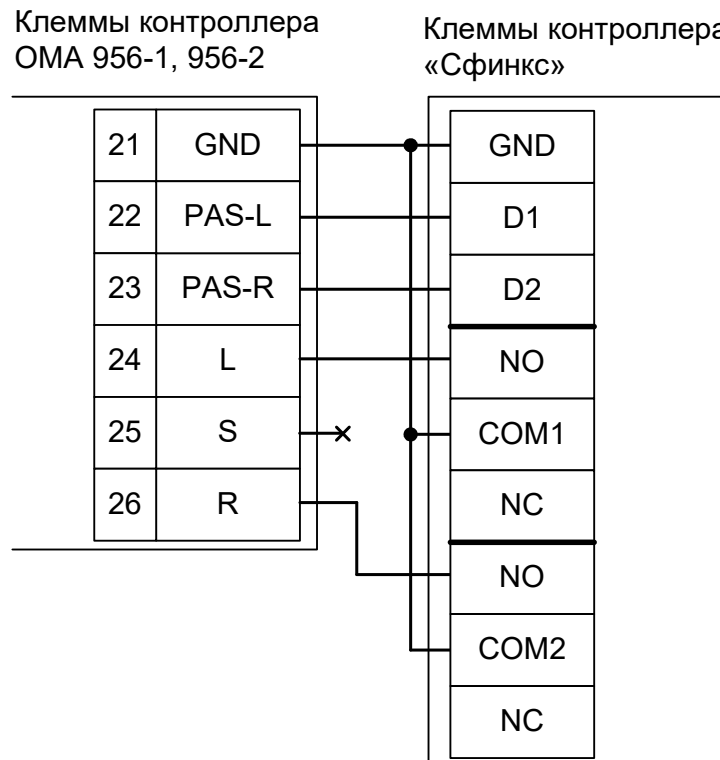 Клеммы контроллера
ОМА 956-1, 956-2
Клеммы контроллера
«Сфинкс»
21 GND
22 PAS-L
23 PAS-R
24 L
25 S
26 R
GND
D1
D2
NO
COM1
NC
NO
COM2
NC